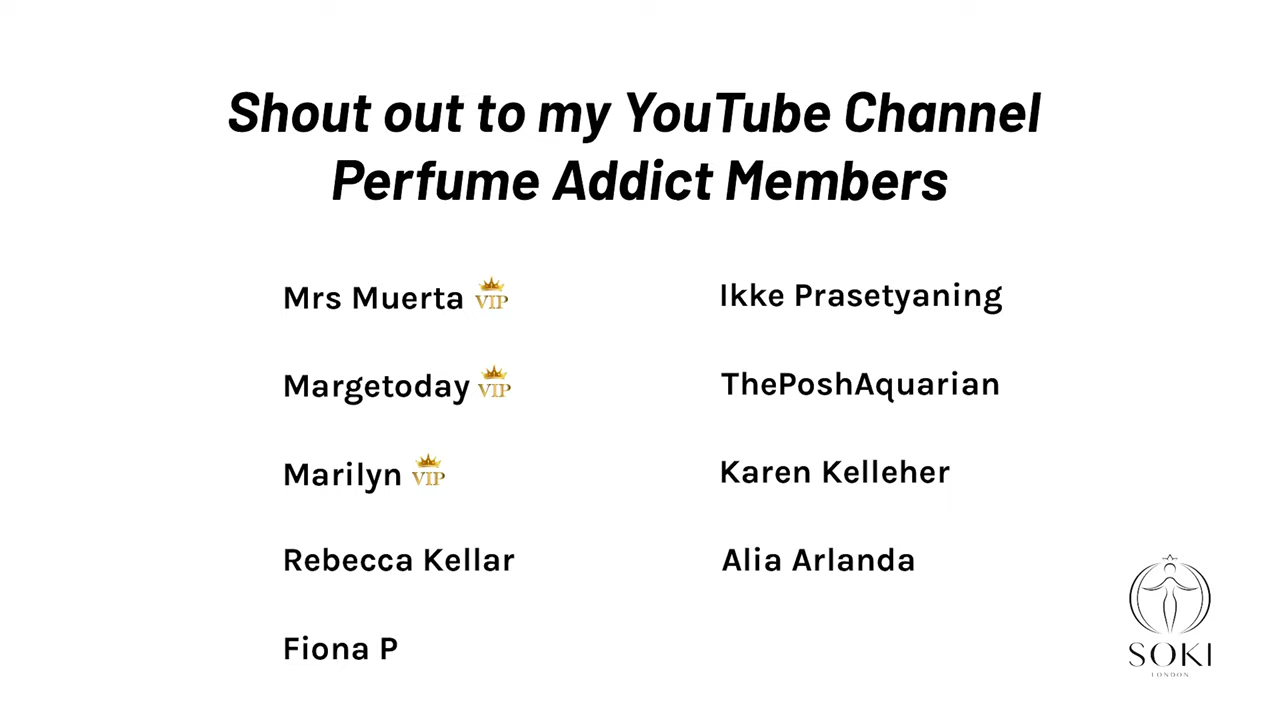 Shout out to my YouTube Channel
Perfume Addict Members
Mrs Muerta VIP
Margetoday VIP
Marilyn VIP
Rebecca Kellar
Fiona P
Ikke Prasetyaning
ThePoshAquarian
Karen Kelleher
Alia Arlanda
SOKI
LONDON